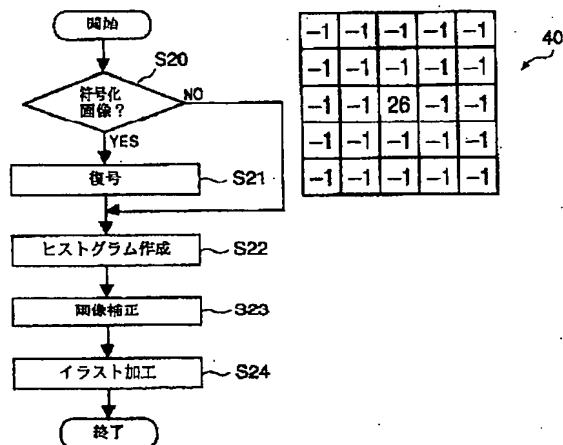 開始
S20
符号化
画像?
NO
YES
復号
S21
ヒストグラム作成
S22
画像補正
S23
イラスト加工
S24
終了
-1 -1 -1 -1 -1
-1 -1 -1 -1 -1
-1 -1 26 -1 -1
-1 -1 -1 -1 -1
-1 -1 -1 -1 -1
40